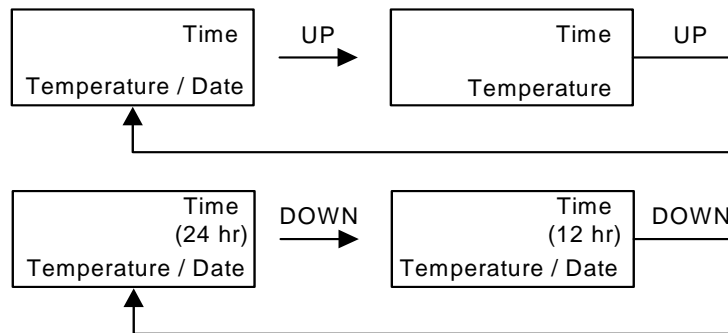 Time
UP
Time
UP
Temperature / Date
Temperature
Time
(24 hr)
DOWN
Time
(12 hr)
DOWN
Temperature / Date
Temperature / Date